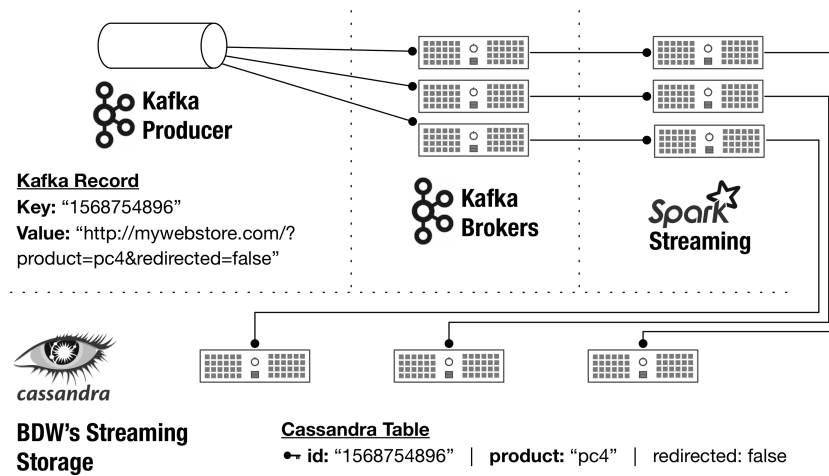 Kafka
Producer
Kafka Record
Key: “1568754896”
Value: “http://mywebstore.com/?
product=pc4&redirected=false”
Kafka
Brokers
Spark
Streaming
cassandra
BDW’s Streaming
Storage
Cassandra Table
id: “1568754896” | product: “pc4” | redirected: false